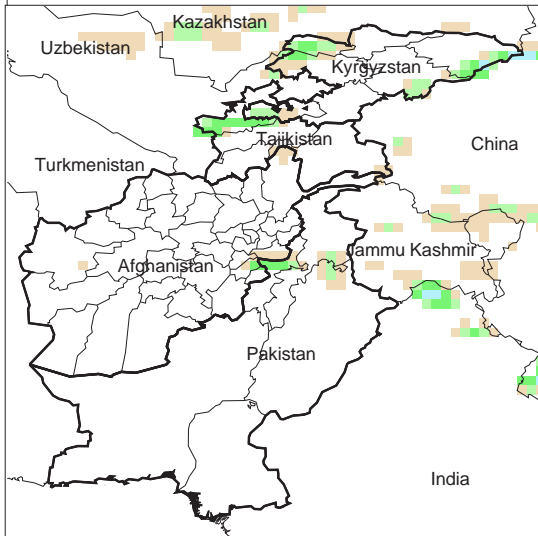 Kazakhstan
Uzbekistan
Kyrgyzstan
Tajikistan
China
Turkmenistan
Jammu Kashmir
Afghanistan
Pakistan
India